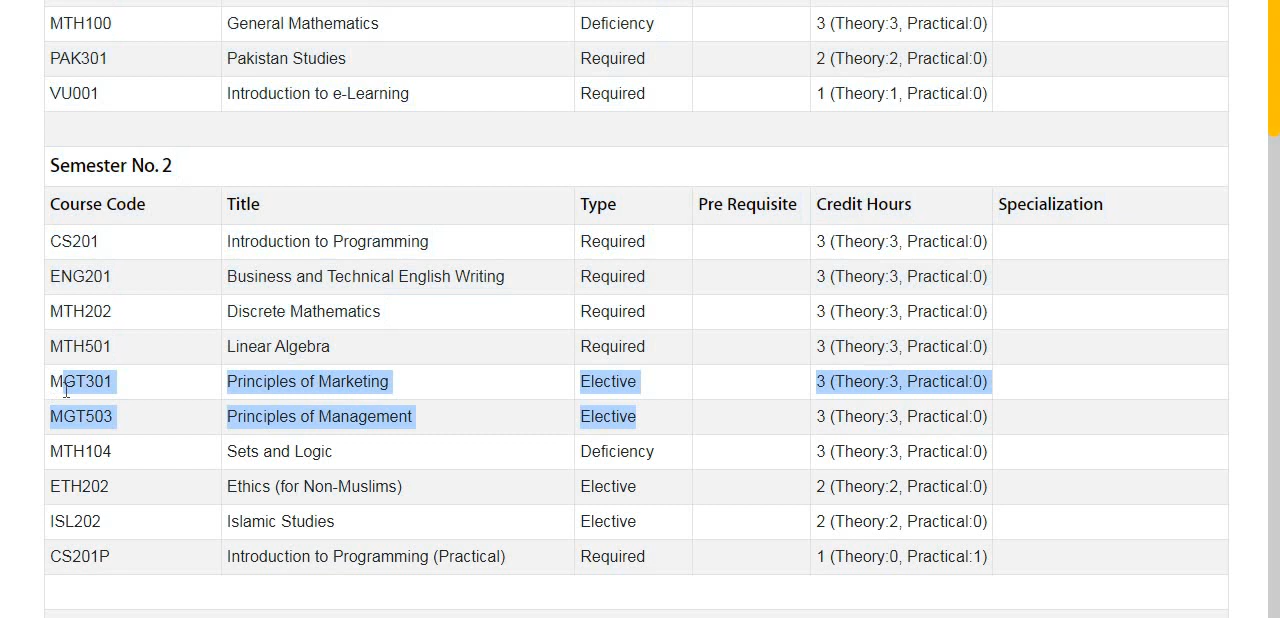 MTH100 General Mathematics Deficiency 3 (Theory:3, Practical:0)
PAK301 Pakistan Studies Required 2 (Theory:2, Practical:0)
VU001 Introduction to e-Learning Required 1 (Theory:1, Practical:0)
Semester No. 2
Course Code Title Type Pre Requisite Credit Hours Specialization
CS201 Introduction to Programming Required 3 (Theory:3, Practical:0)
ENG201 Business and Technical English Writing Required 3 (Theory:3, Practical:0)
MTH202 Discrete Mathematics Required 3 (Theory:3, Practical:0)
MTH501 Linear Algebra Required 3 (Theory:3, Practical:0)
MGT301 Principles of Marketing Elective 3 (Theory:3, Practical:0)
MGT503 Principles of Management Elective 3 (Theory:3, Practical:0)
MTH104 Sets and Logic Deficiency 3 (Theory:3, Practical:0)
ETH202 Ethics (for Non-Muslims) Elective 2 (Theory:2, Practical:0)
ISL202 Islamic Studies Elective 2 (Theory:2, Practical:0)
CS201P Introduction to Programming (Practical) Required 1 (Theory:0, Practical:1)